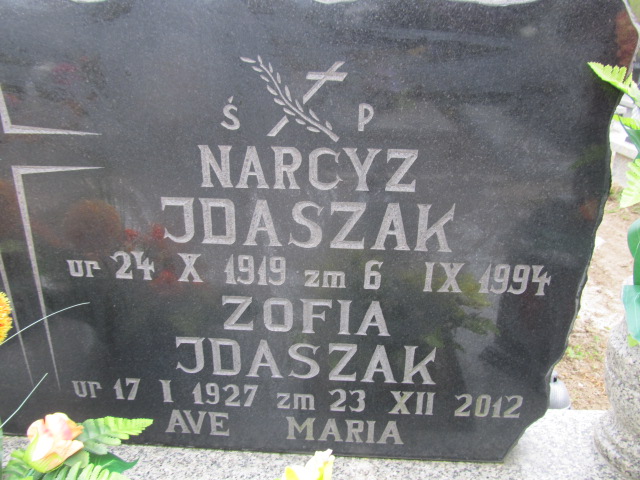 Ś P
NARCYZ
JDASZAK
ur 24 X 1919 zm 6 IX 1994
ZOFIA
JDASZAK
ur 17 I 1927 zm 23 XII 2012
AVE MARIA